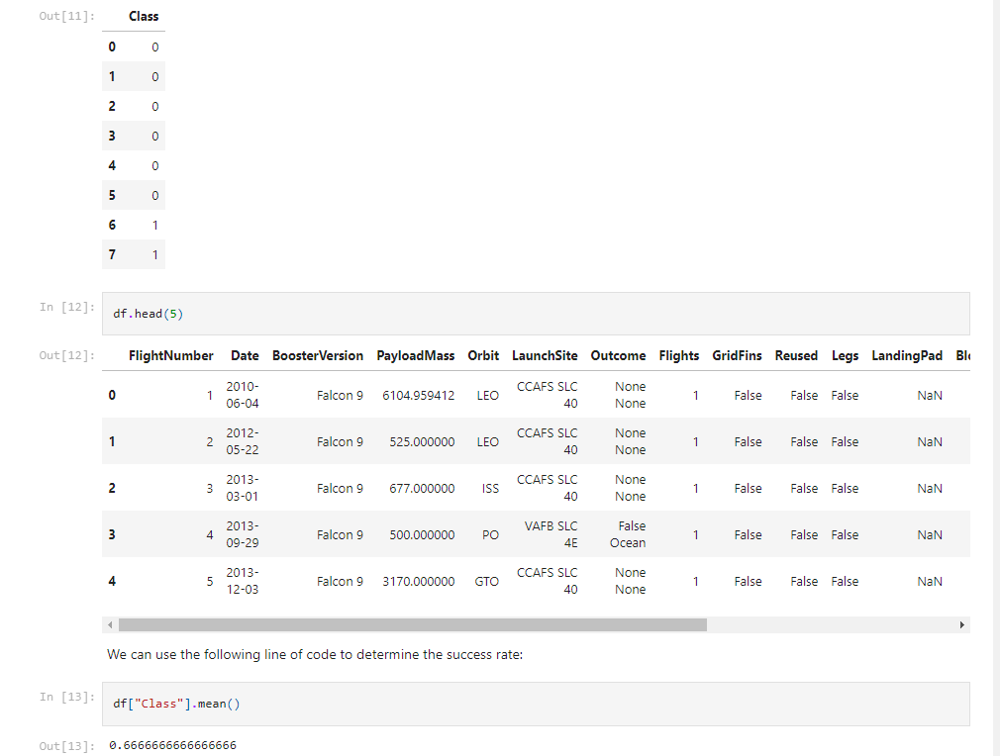 Out[11]: Class
0 0
1 0
2 0
3 0
4 0
5 0
6 1
7 1
In [12]: df.head(5)
Out[12]: FlightNumber Date BoosterVersion PayloadMass Orbit LaunchSite Outcome Flights GridFins Reused Legs LandingPad Blo
0 1 2010-06-04 Falcon 9 6104.959412 LEO CCAFS SLC 40 None None 1 False False False NaN
1 2 2012-05-22 Falcon 9 525.000000 LEO CCAFS SLC 40 None None 1 False False False NaN
2 3 2013-03-01 Falcon 9 677.000000 ISS CCAFS SLC 40 None None 1 False False False NaN
3 4 2013-09-29 Falcon 9 500.000000 PO VAFB SLC 4E False Ocean 1 False False False NaN
4 5 2013-12-03 Falcon 9 3170.000000 GTO CCAFS SLC 40 None None 1 False False False NaN
We can use the following line of code to determine the success rate:
In [13]: df["Class"].mean()
Out[13]: 0.6666666666666666